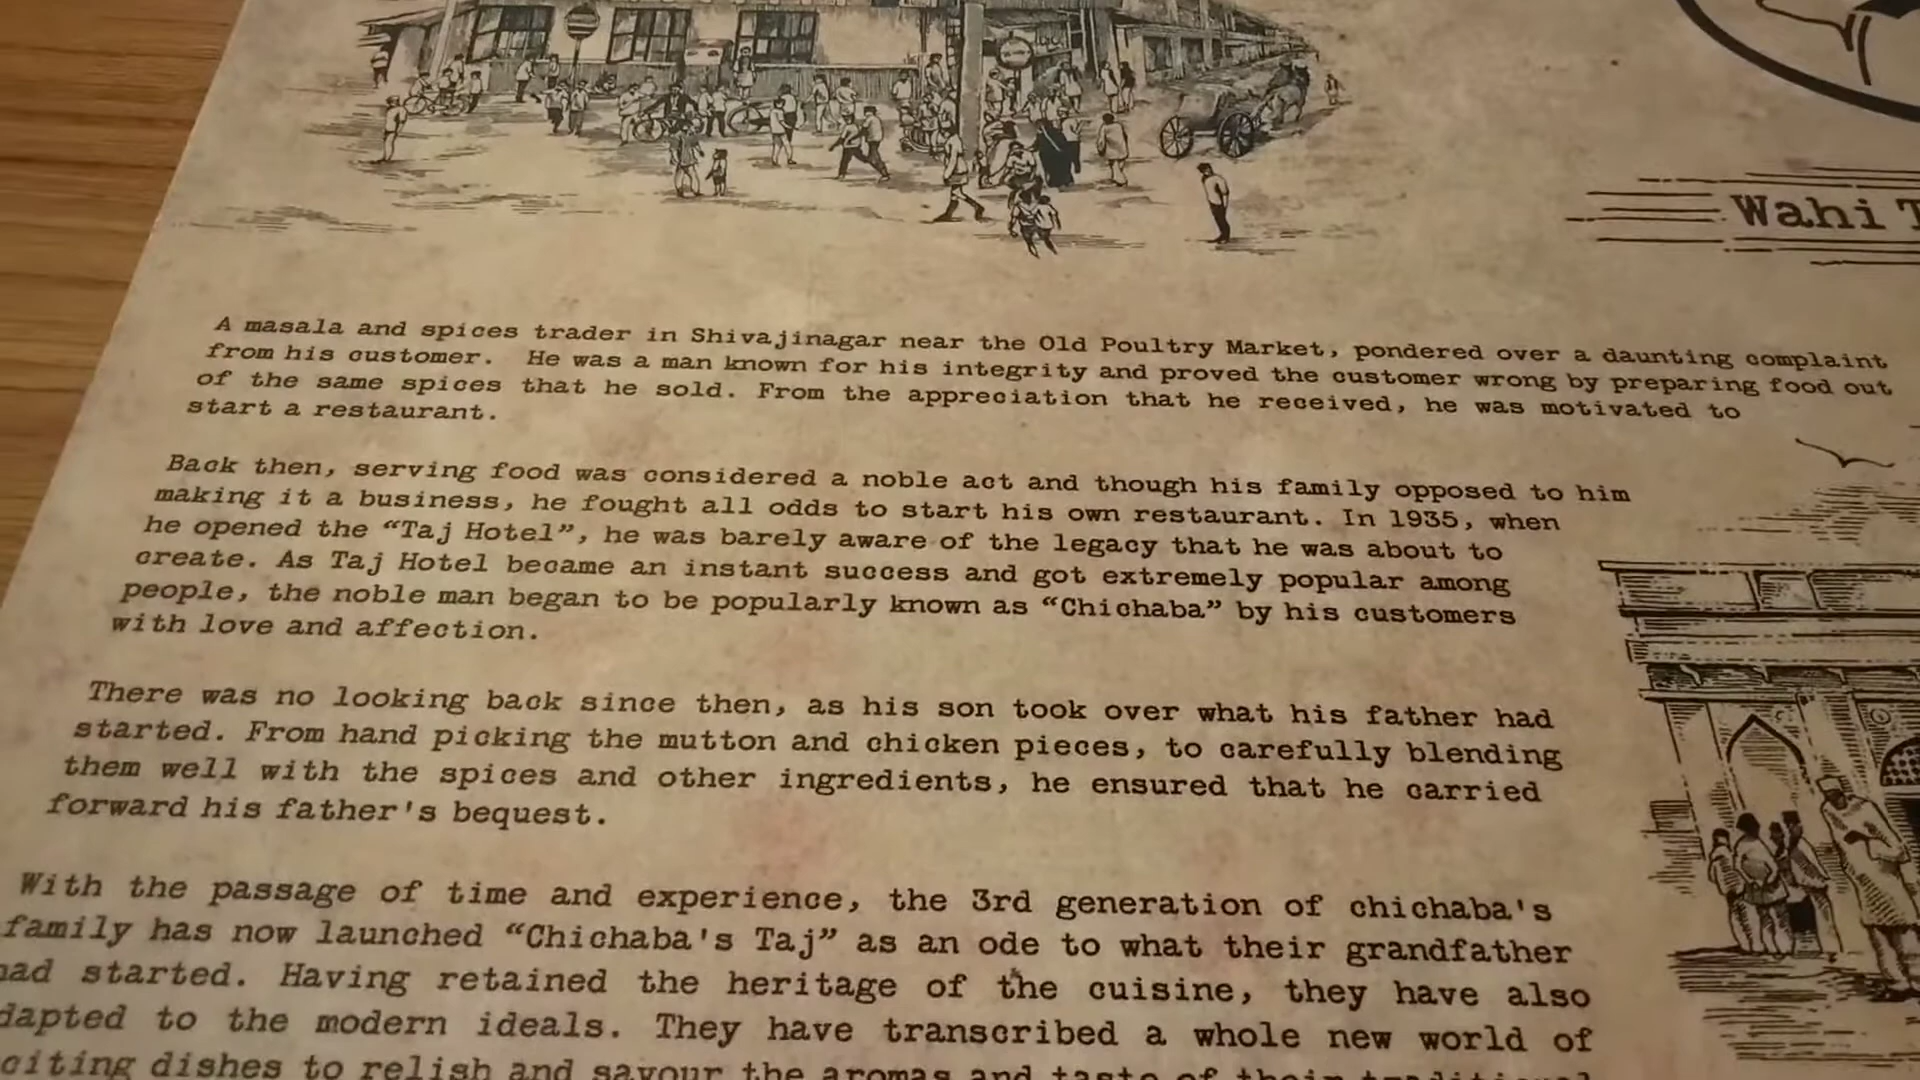 Wahi
A masala and spices trader in Shivajinagar near the Old Poultry Market, pondered over a daunting complaint
from his customer. He was a man known for his integrity and proved the customer wrong by preparing food out
of the same spices that he sold. From the appreciation that he received, he was motivated to
start a restaurant.
Back then, serving food was considered a noble act and though his family opposed to him
making it a business, he fought all odds to start his own restaurant. In 1935, when
he opened the “Taj Hotel”, he was barely aware of the legacy that he was about to
create. As Taj Hotel became an instant success and got extremely popular among
people, the noble man began to be popularly known as “Chichaba” by his customers
with love and affection.
There was no looking back since then, as his son took over what his father had
started. From hand picking the mutton and chicken pieces, to carefully blending
them well with the spices and other ingredients, he ensured that he carried
forward his father's bequest.
With the passage of time and experience, the 3rd generation of chichaba's
family has now launched “Chichaba's Taj” as an ode to what their grandfather
had started. Having retained the heritage of the cuisine, they have also
dapted to the modern ideals. They have transcribed a whole new world of
citing dishes to relish and savour the aromas and taste of their traditional